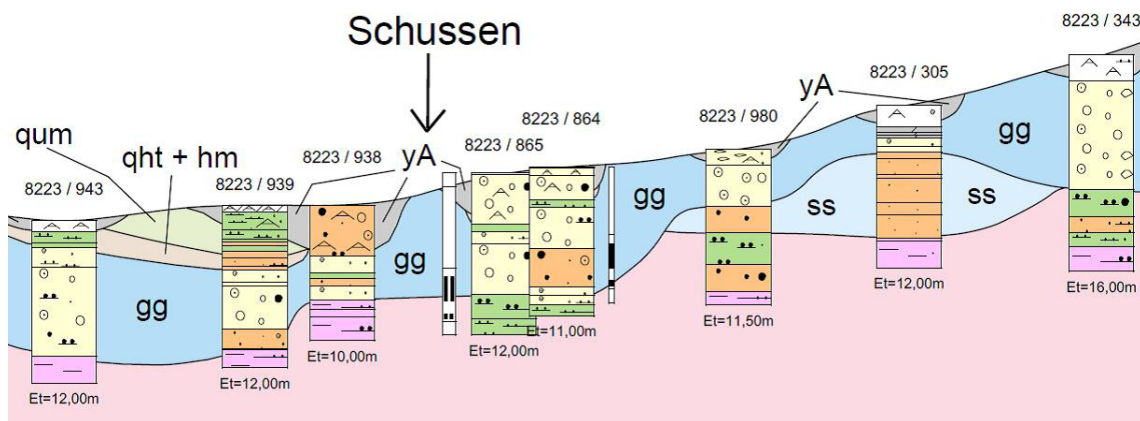 Schussen
8223 / 343
8223 / 305
yA
8223 / 980
8223 / 864
8223 / 865
yA
8223 / 938
8223 / 939
qht + hm
qum
8223 / 943
gg
gg
gg
gg
ss
ss
Et=12,00m
Et=12,00m
Et=10,00m
Et=12,00m
Et=11,00m
Et=11,50m
Et=12,00m
Et=16,00m